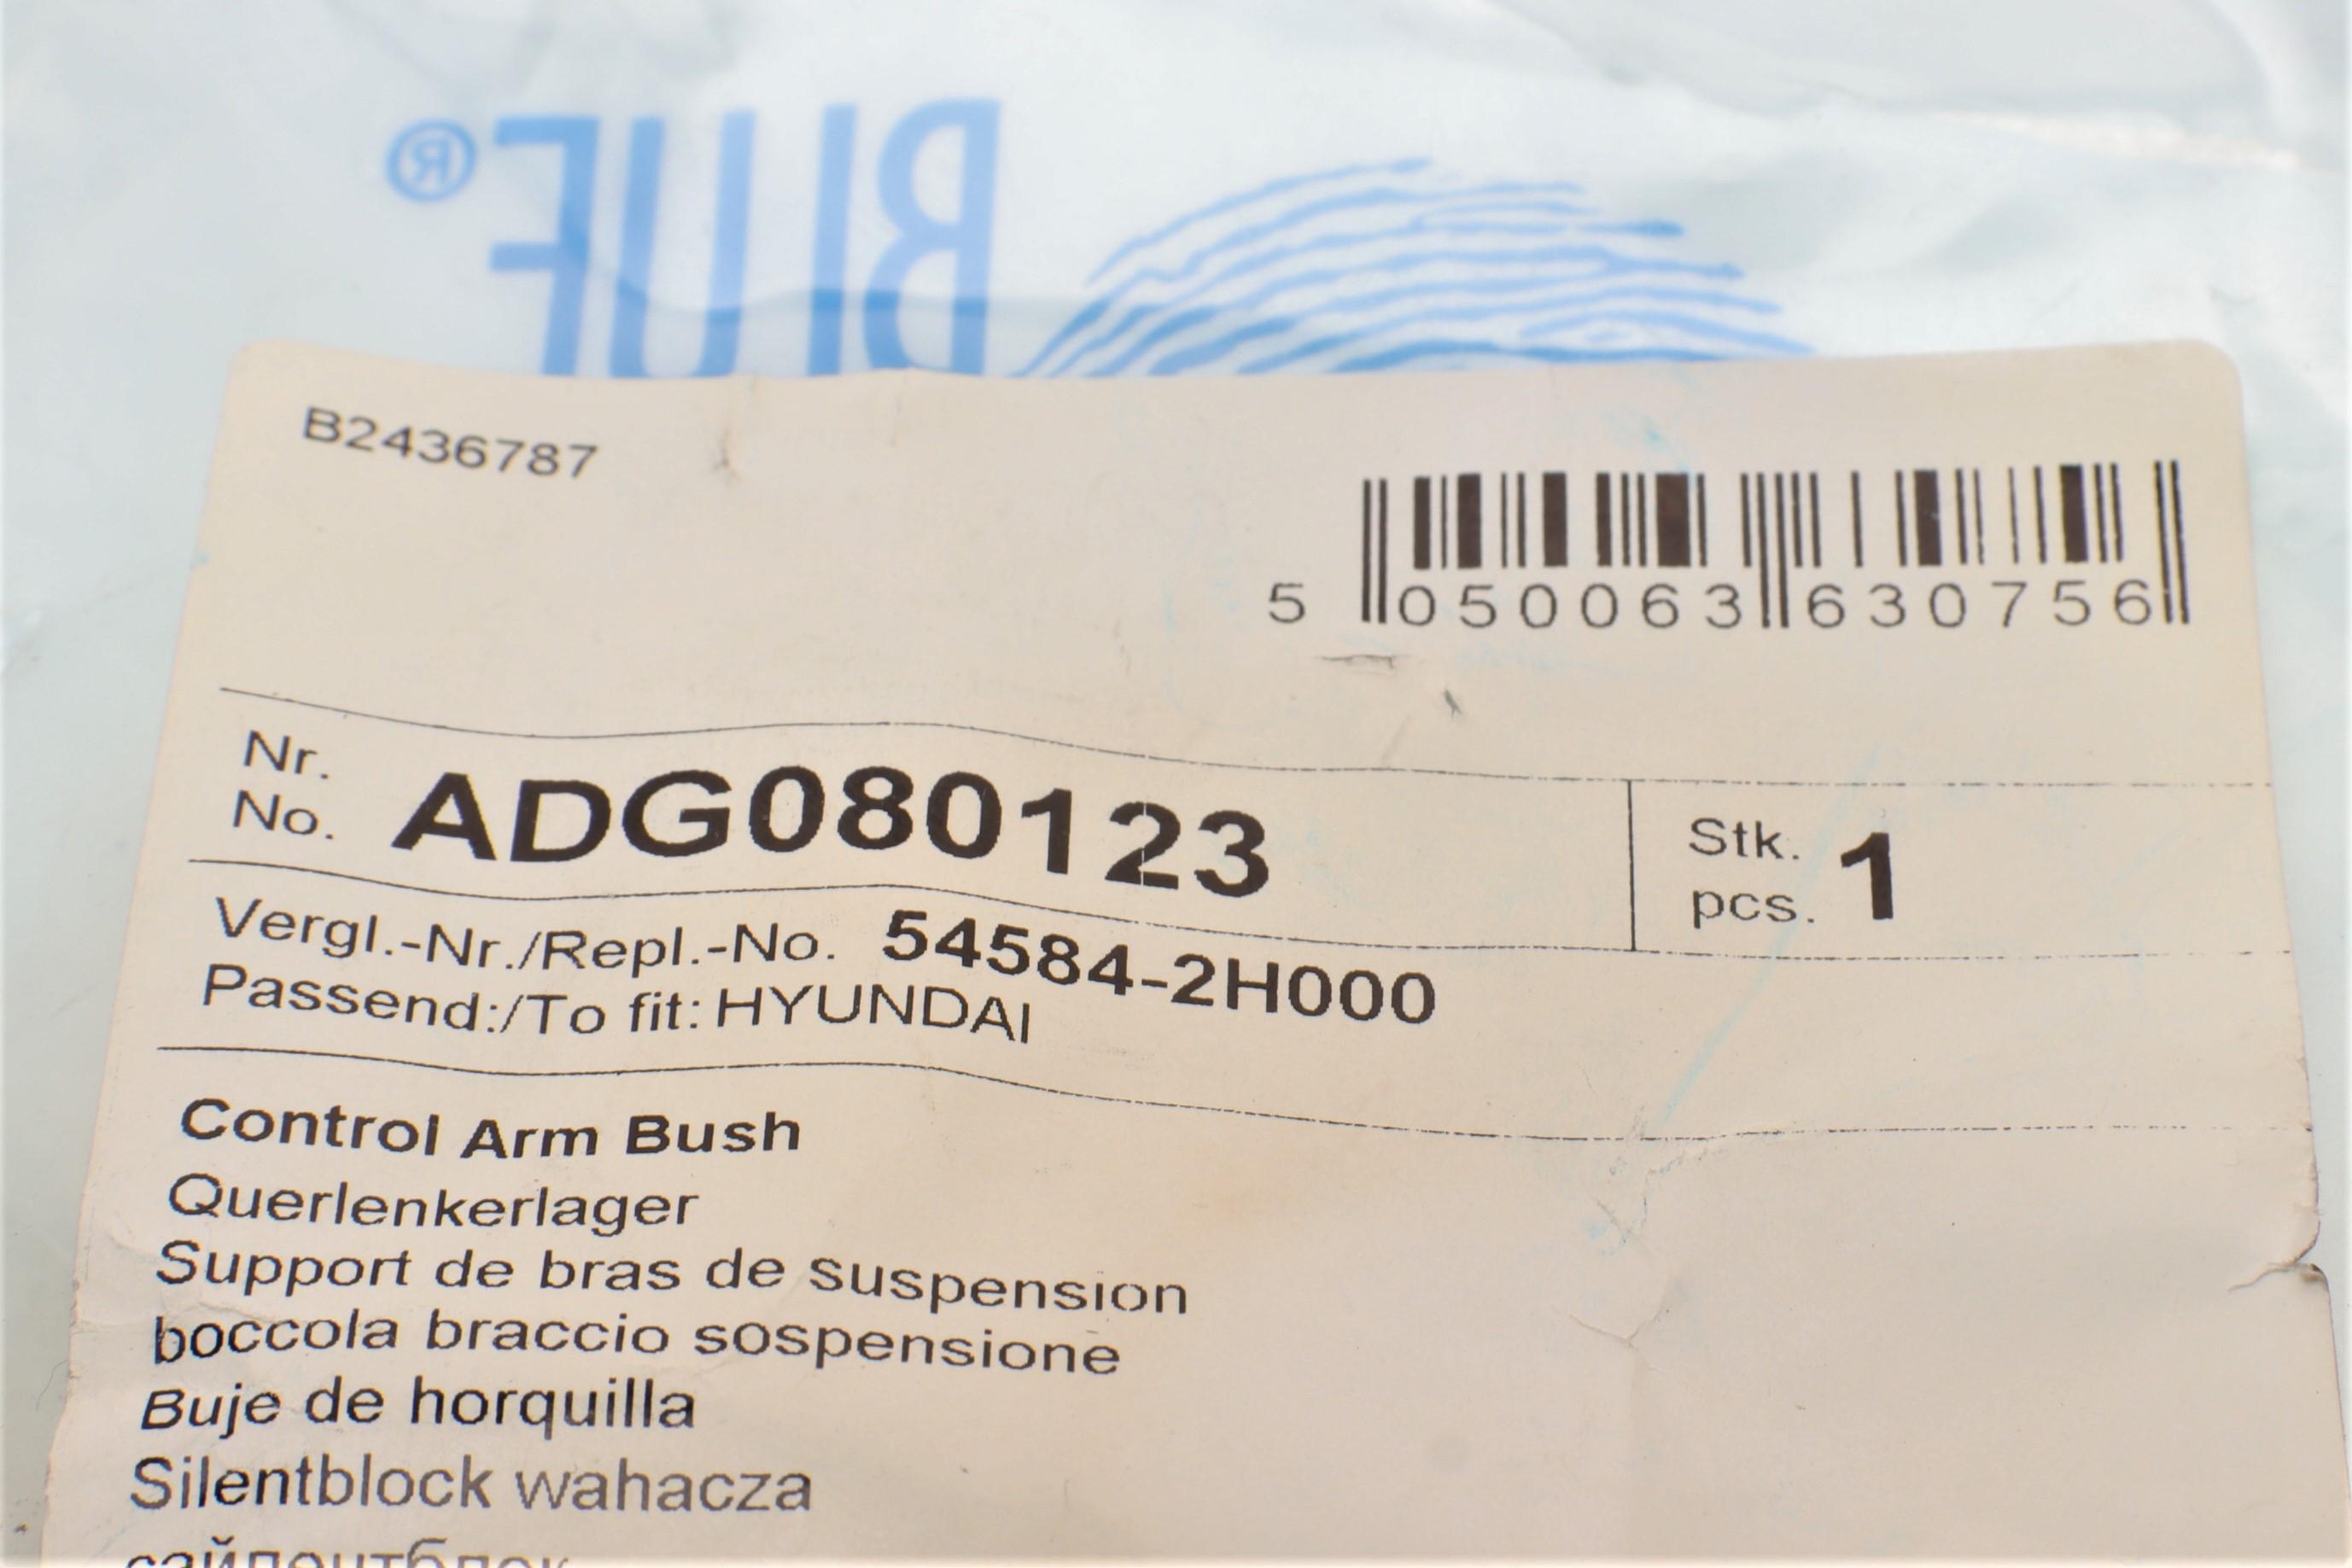 BLUE®
B2436787
5 050063 630756
Nr.
No. ADG080123
Stk.
pcs. 1
Vergl.-Nr./Repl.-No. 54584-2H000
Passend:/To fit: HYUNDAI
Control Arm Bush
Querlenkerlager
Support de bras de suspension
boccola braccio sospensione
Buje de horquilla
Silentblock wahacza
сайлентблок